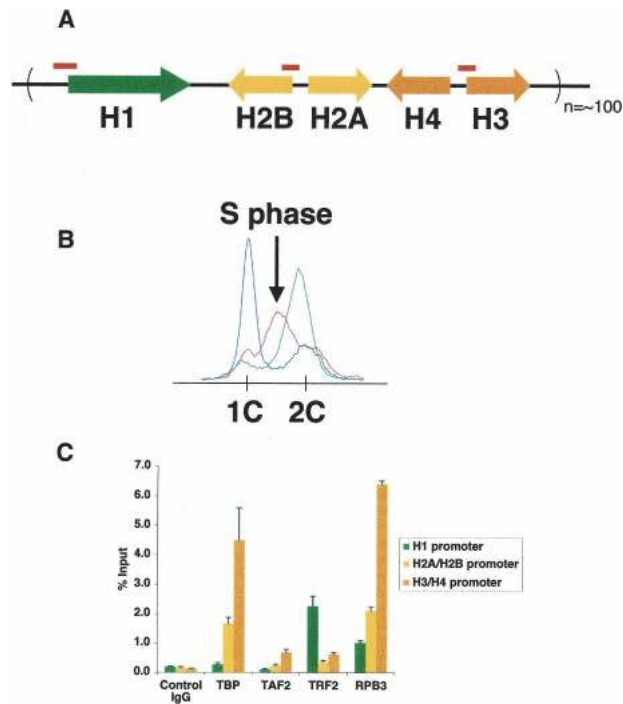 A
H1
H2B
H2A
H4
H3
n=~100
B
S phase
1C
2C
C
% Input
7.0
6.0
5.0
4.0
3.0
2.0
1.0
0.0
Control
IgG
TBP
TAF2
TRF2
RPB3
H1 promoter
H2A/H2B promoter
H3/H4 promoter